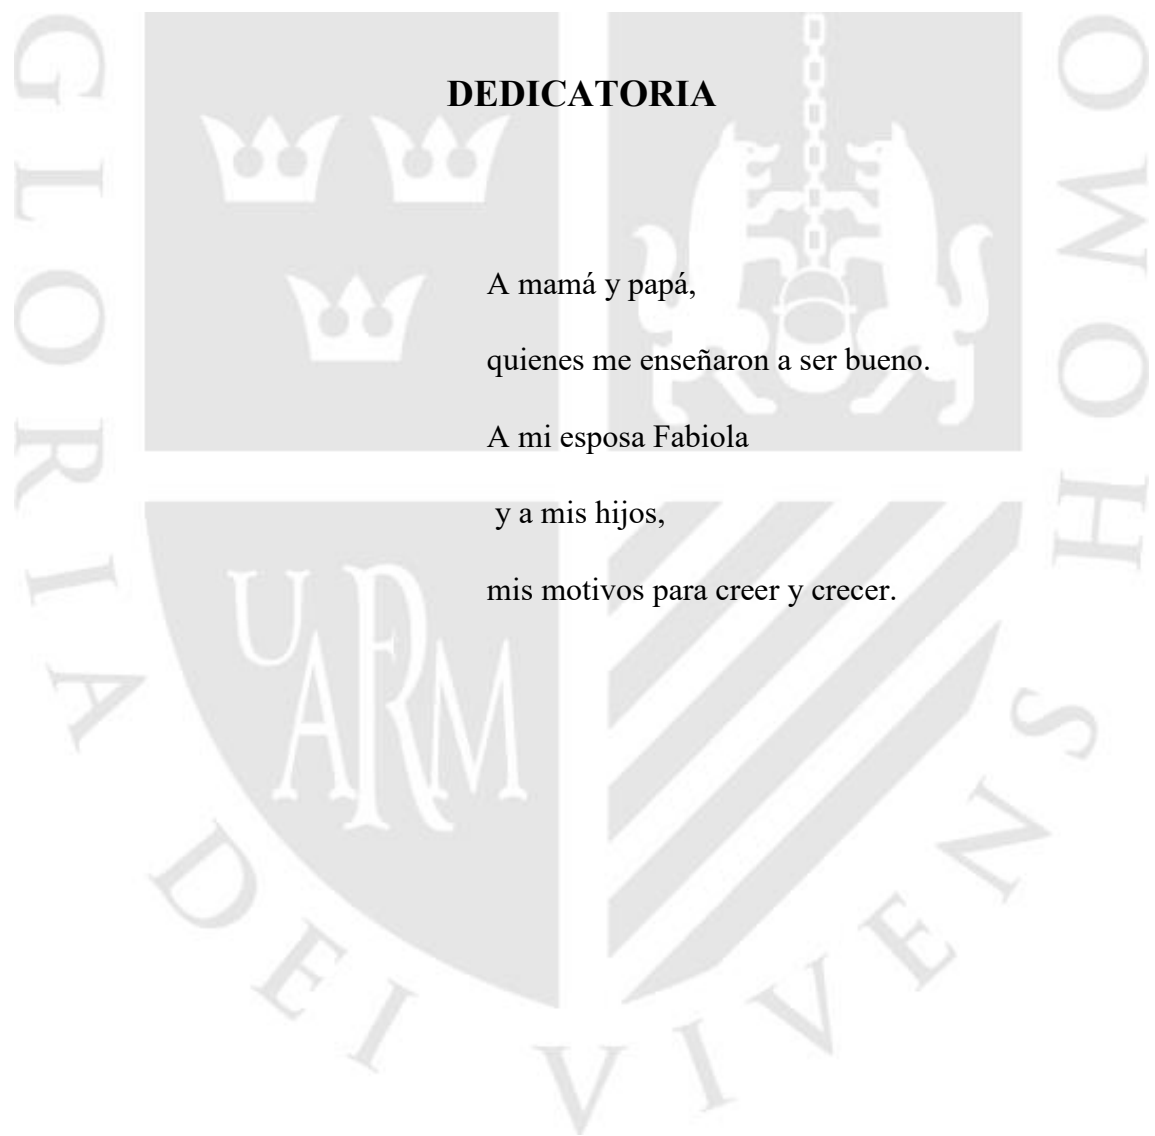 DEDICATORIA
A mamá y papá,
quienes me enseñaron a ser bueno.
A mi esposa Fabiola
y a mis hijos,
mis motivos para creer y crecer.
UARM
GLORIA DEI VIVENS HOMO